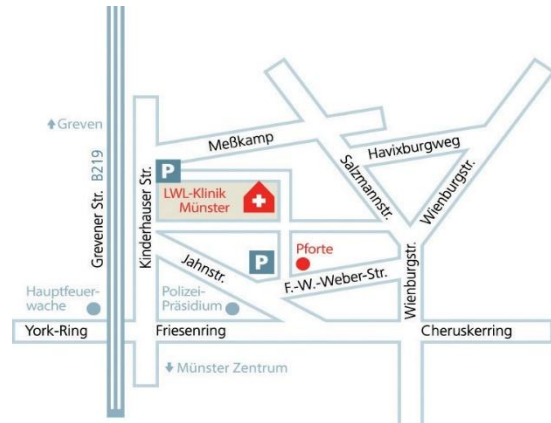 Greven
Grevener Str.
B219
Kinderhauser Str.
P
Meßkamp
Havixburgweg
Salzmannstr.
Wienburgstr.
LWL-Klinik
Münster
Jahnstr.
P
Pforte
F.-W.-Weber-Str.
Wienburgstr.
Hauptfeuer-
wache
Polizei-
Präsidium
York-Ring
Friesenring
Cheruskerring
Münster Zentrum